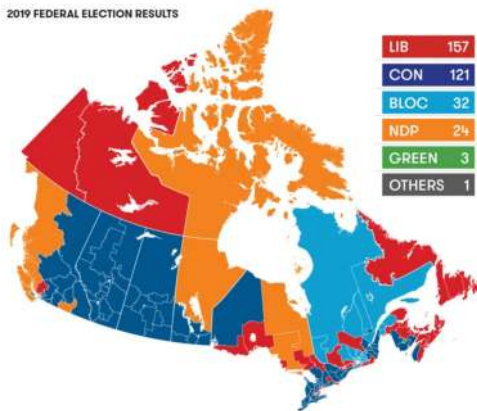 2019 FEDERAL ELECTION RESULTS
LIB 157
CON 121
BLOC 32
NDP 24
GREEN 3
OTHERS 1